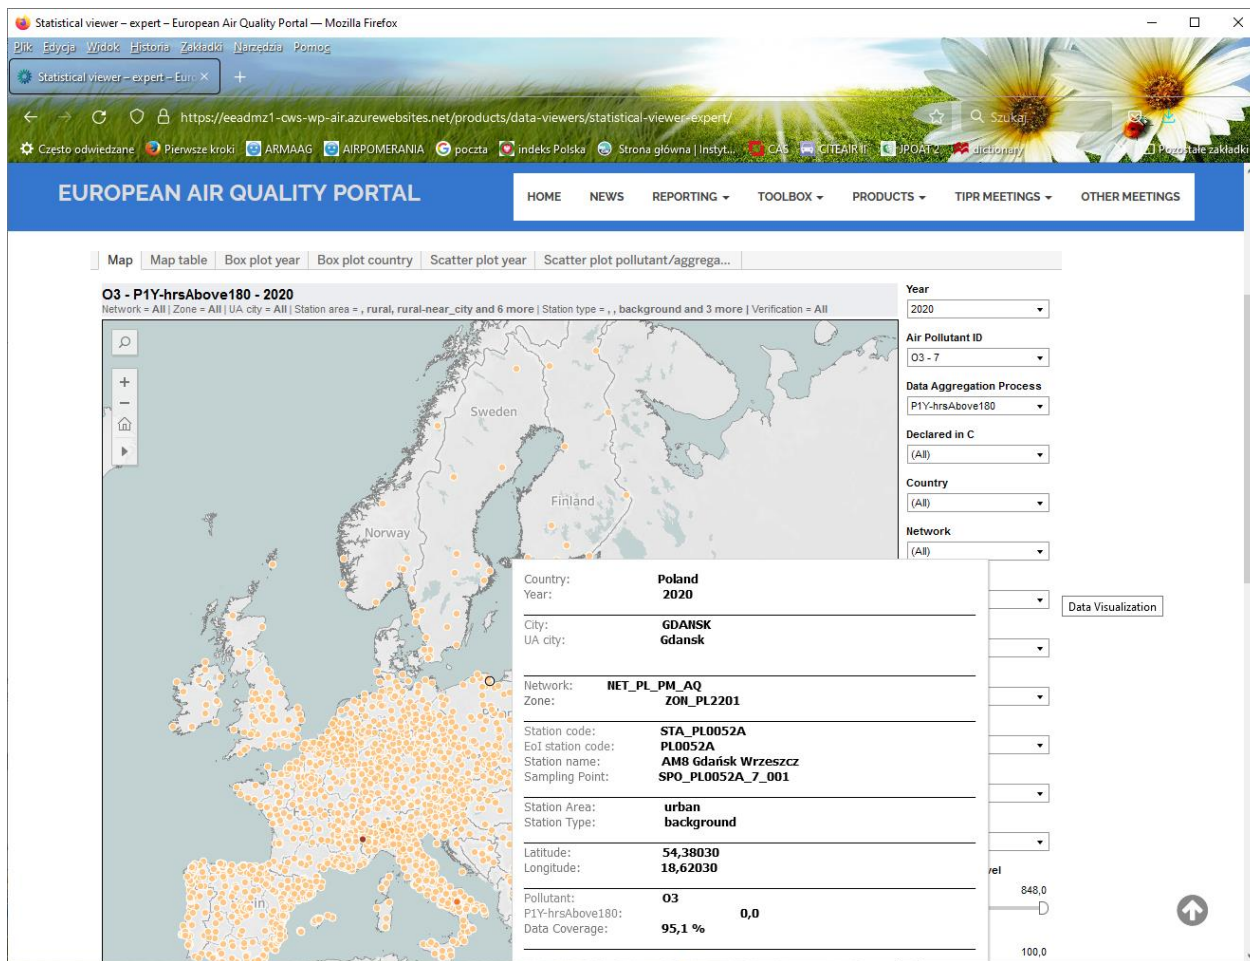 Statistical viewer – expert – European Air Quality Portal — Mozilla Firefox
Plik Edycja Widok Historia Zakładki Narzędzia Pomoc
Statistical viewer – expert – Euro
https://eeadmz1-cws-wp-air.azurewebsites.net/products/data-viewers/statistical-viewer-expert/
Szukaj
Często odwiedzane Pierwsze kroki ARMAAG AIRPOMERANIA poczta indeks Polska Strona główna | Instyt... CAS CITEAIR II JPOAT2 dictionary Pozostałe zakładki
EUROPEAN AIR QUALITY PORTAL
HOME NEWS REPORTING TOOLBOX PRODUCTS TIPR MEETINGS OTHER MEETINGS
Map Map table Box plot year Box plot country Scatter plot year Scatter plot pollutant/aggrega...
O3 - P1Y-hrsAbove180 - 2020
Network = All | Zone = All | UA city = All | Station area = , rural, rural-near_city and 6 more | Station type = , , background and 3 more | Verification = All
Year
2020
Air Pollutant ID
O3 - 7
Data Aggregation Process
P1Y-hrsAbove180
Declared in C
(All)
Country
(All)
Network
(All)
Sweden
Finland
Norway
Country: Poland
Year: 2020
City: GDANSK
UA city: Gdansk
Network: NET_PL_PM_AQ
Zone: ZON_PL2201
Station code: STA_PL0052A
EoI station code: PL0052A
Station name: AM8 Gdańsk Wrzeszcz
Sampling Point: SPO_PL0052A_7_001
Station Area: urban
Station Type: background
Latitude: 54,38030
Longitude: 18,62030
Pollutant: O3
P1Y-hrsAbove180: 0,0
Data Coverage: 95,1 %
Data Visualization
vel
848,0
100,0